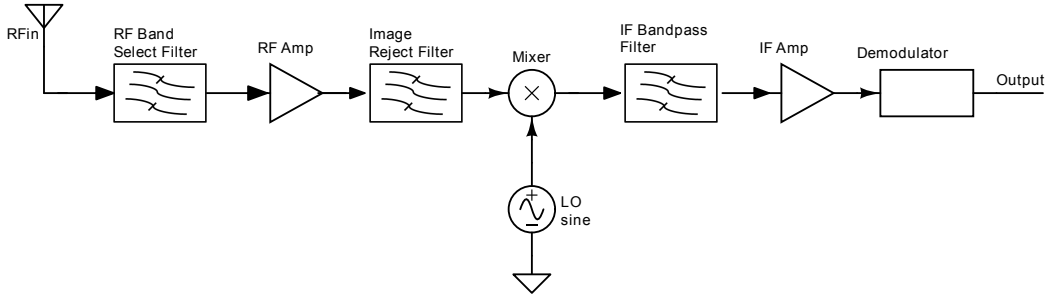 RFin
RF Band
Select Filter
RF Amp
Image
Reject Filter
Mixer
IF Bandpass
Filter
IF Amp
Demodulator
Output
LO
sine